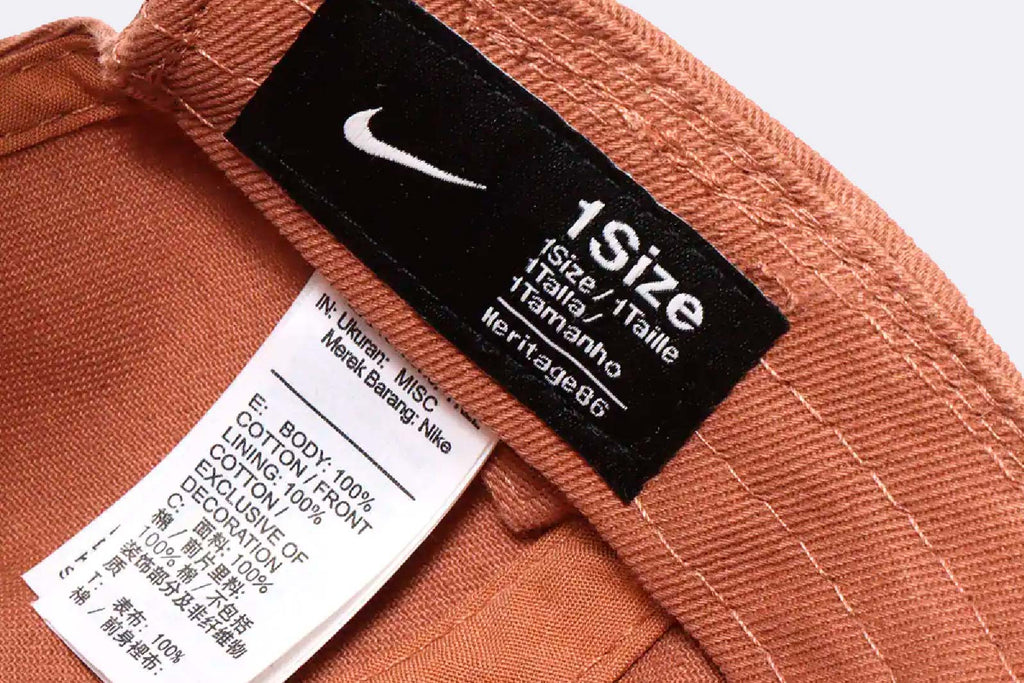 1Size
1Size / 1Taille
1Talla /
1Tamanho
Heritage86
IN: Ukuran: MISC
Merek Barang: Nike
E: BODY: 100%
COTTON / FRONT
LINING: 100%
COTTON /
EXCLUSIVE OF
DECORATION
C: 面料: 100%
棉 / 前片里料:
100% 棉 / 不包括
装饰部分及非纤维物
质
T: 表布: 100%
棉 / 前身裡布: